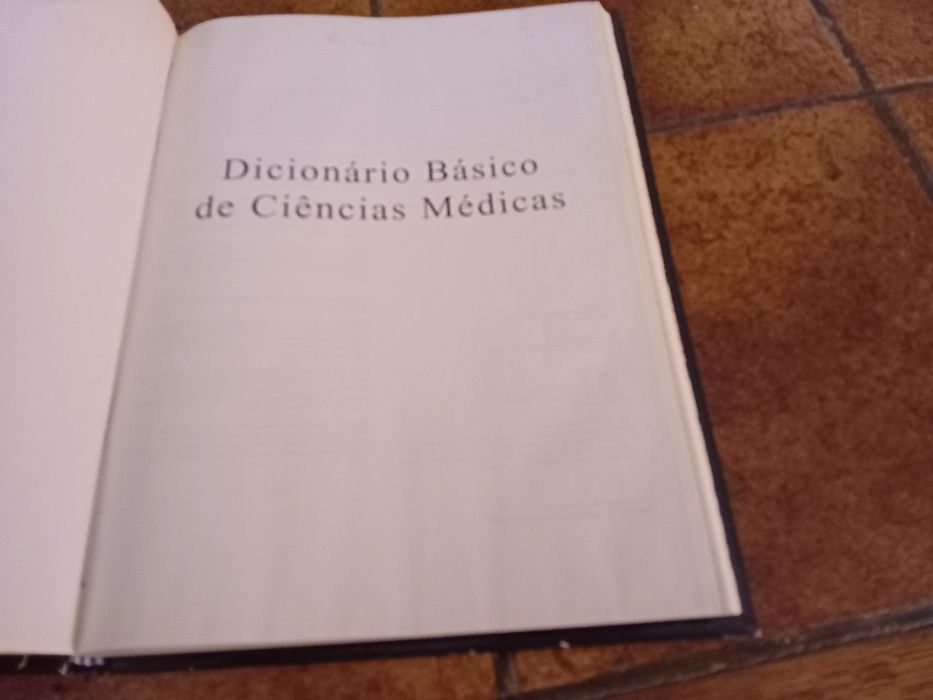 Dicionário Básico
de Ciências Médicas